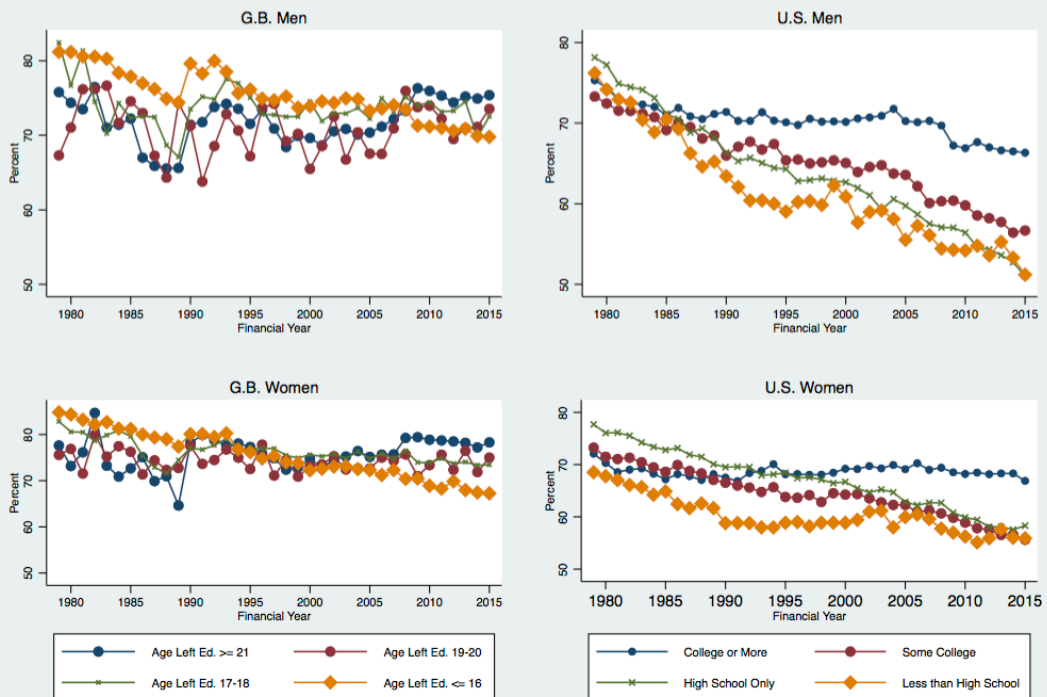 G.B. Men
80
70
60
50
Percent
1980 1985 1990 1995 2000 2005 2010 2015
Financial Year
U.S. Men
80
70
60
50
Percent
1980 1985 1990 1995 2000 2005 2010 2015
Financial Year
G.B. Women
80
70
60
50
Percent
1980 1985 1990 1995 2000 2005 2010 2015
Financial Year
U.S. Women
80
70
60
50
Percent
1980 1985 1990 1995 2000 2005 2010 2015
Financial Year
Age Left Ed. >= 21 Age Left Ed. 19-20
Age Left Ed. 17-18 Age Left Ed. <= 16
College or More Some College
High School Only Less than High School